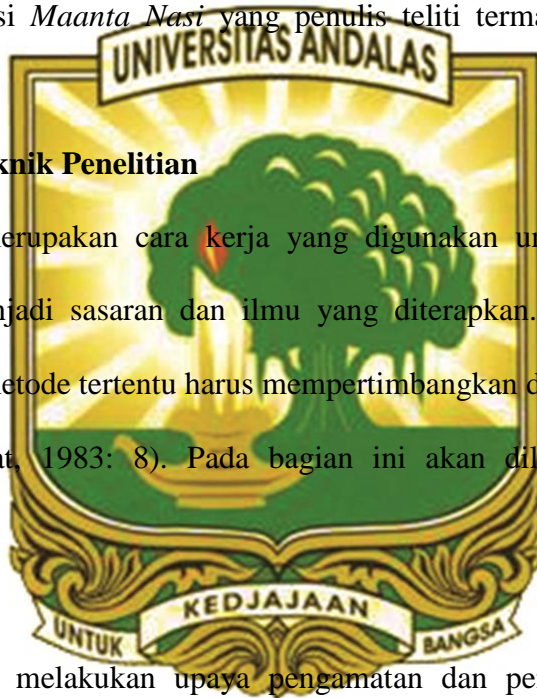 si Maanta Nasi yang penulis teliti terma
UNIVERSITAS ANDALAS
knik Penelitian
erupakan cara kerja yang digunakan un
njadi sasaran dan ilmu yang diterapkan.
etode tertentu harus mempertimbangkan d
at, 1983: 8). Pada bagian ini akan dil
KEDJAJAAN
UNTUK BANGSA
melakukan upaya pengamatan dan pe